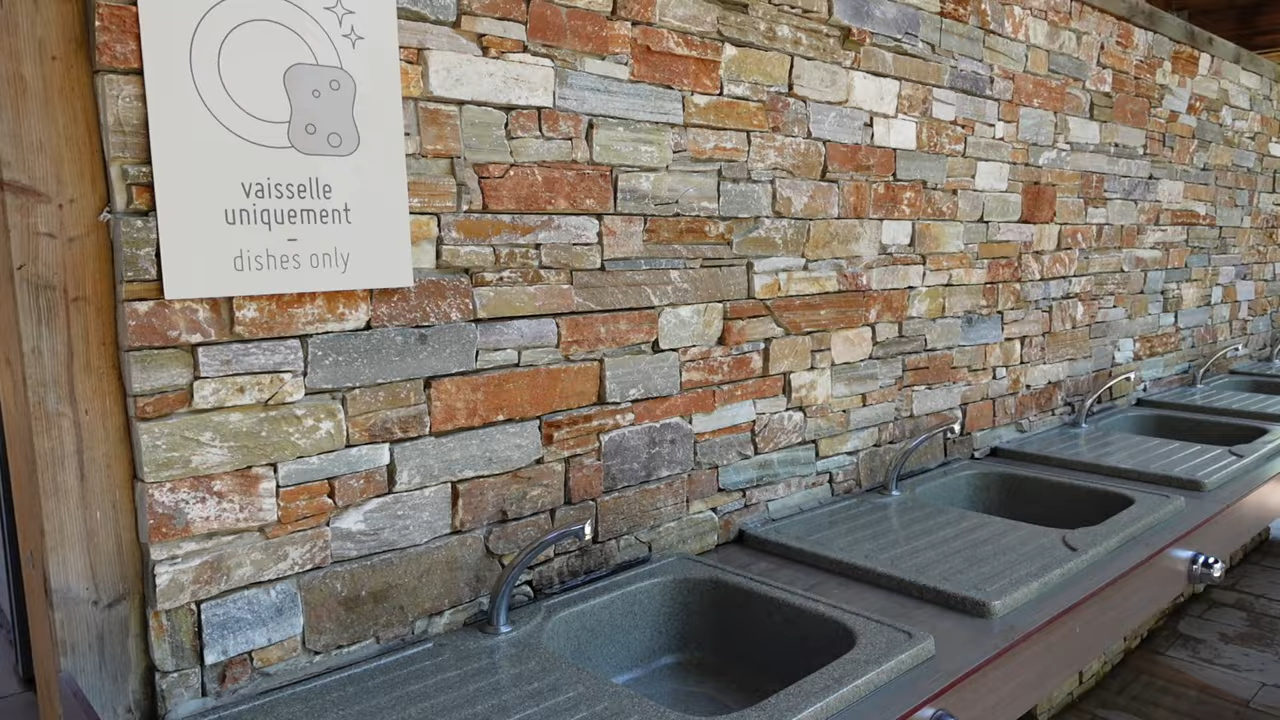 vaisselle
uniquement
–
dishes only